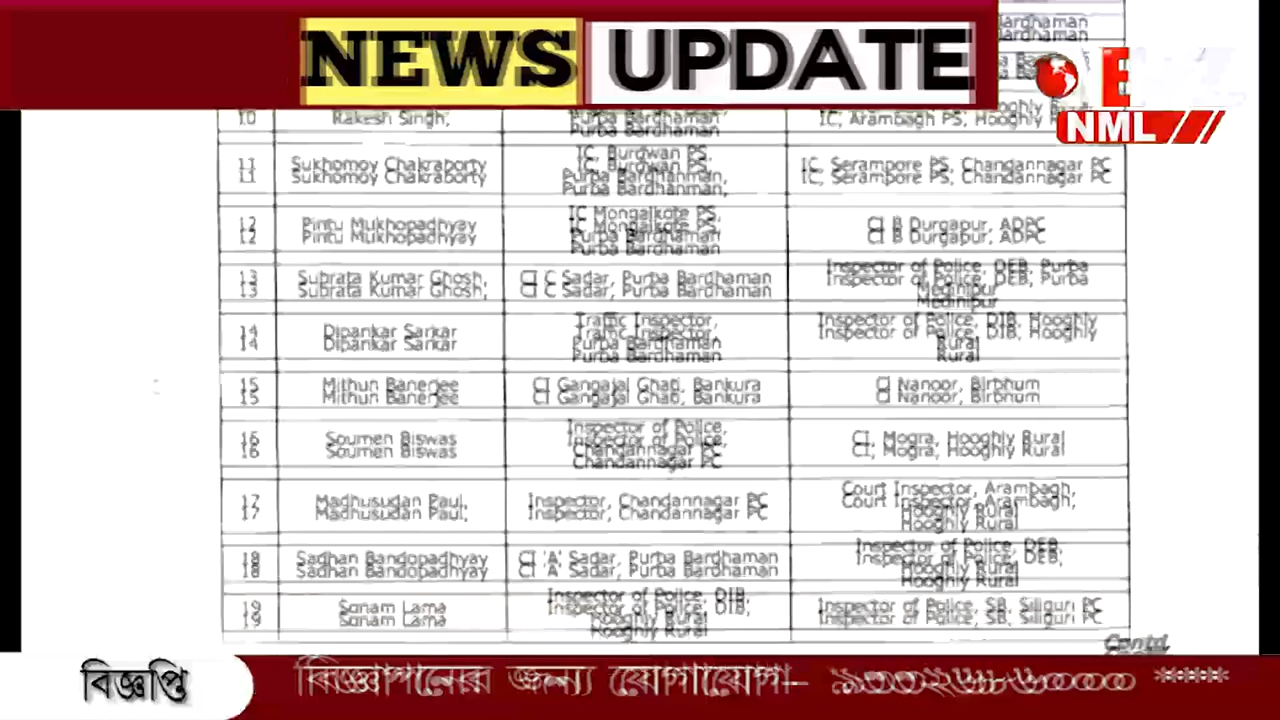 NEWS UPDATE
NML
Bardhaman
10 Rakesh Singh, Purba Bardhaman IC, Arambagh PS, Hooghly
11 Sukhomoy Chakraborty IC, Burdwan PS, Purba Bardhanman, IC, Serampore PS, Chandannagar PC
12 Pintu Mukhopadhyay IC Mongalkote PS, Purba Bardhaman CI B Durgapur, ADPC
13 Subrata Kumar Ghosh, CI C Sadar, Purba Bardhaman Inspector of Police, DEB, Purba Medinipur
14 Dipankar Sarkar Traffic Inspector, Purba Bardhaman Inspector of Police, DIB, Hooghly Rural
15 Mithun Banerjee CI Gangajal Ghati, Bankura CI Nanoor, Birbhum
16 Soumen Biswas Inspector of Police, Chandannagar PC CI, Mogra, Hooghly Rural
17 Madhusudan Paul, Inspector, Chandannagar PC Court Inspector, Arambagh, Hooghly Rural
18 Sadhan Bandopadhyay CI 'A' Sadar, Purba Bardhaman Inspector of Police, DEB, Hooghly Rural
19 Sonam Lama Inspector of Police, DIB, Hooghly Rural Inspector of Police, SB, Siliguri PC
Contd
বিজ্ঞপ্তি বিজ্ঞাপনের জন্য যোগাযোগ-